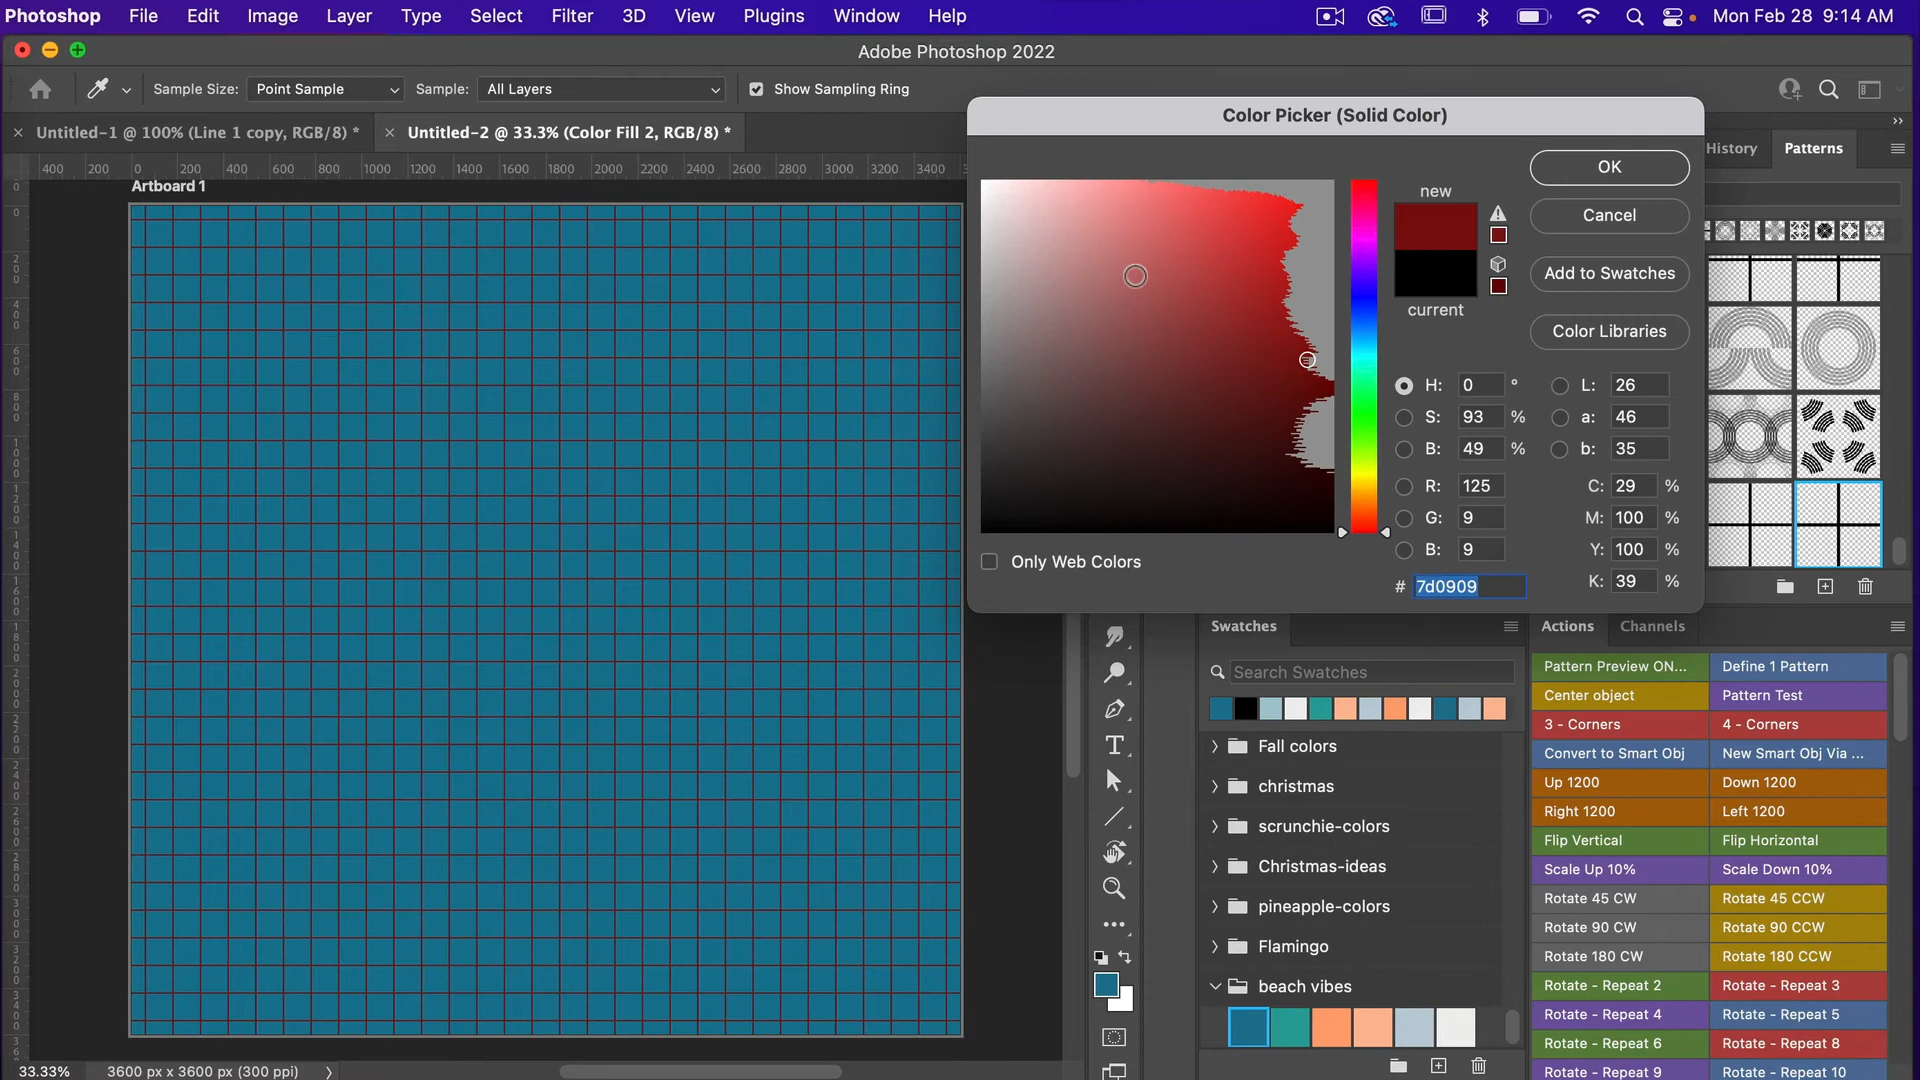 Photoshop File Edit Image Layer Type Select Filter 3D View Plugins Window Help Mon Feb 28 9:14 AM
Adobe Photoshop 2022
Sample Size: Point Sample Sample: All Layers Show Sampling Ring
Untitled-1 @ 100% (Line 1 copy, RGB/8) *
Untitled-2 @ 33.3% (Color Fill 2, RGB/8) *
History Patterns
400 200 0 200 400 600 800 1000 1200 1400 1600 1800 2000 2200 2400 2600 2800 3000 3200 3400
Artboard 1
Color Picker (Solid Color)
new
current
OK
Cancel
Add to Swatches
Color Libraries
H: 0 ° L: 26
S: 93 % a: 46
B: 49 % b: 35
R: 125 C: 29 %
G: 9 M: 100 %
B: 9 Y: 100 %
# 7d0909 K: 39 %
Only Web Colors
Swatches
Search Swatches
Fall colors
christmas
scrunchie-colors
Christmas-ideas
pineapple-colors
Flamingo
beach vibes
Actions Channels
Pattern Preview ON... Define 1 Pattern
Center object Pattern Test
3 - Corners 4 - Corners
Convert to Smart Obj New Smart Obj Via ...
Up 1200 Down 1200
Right 1200 Left 1200
Flip Vertical Flip Horizontal
Scale Up 10% Scale Down 10%
Rotate 45 CW Rotate 45 CCW
Rotate 90 CW Rotate 90 CCW
Rotate 180 CW Rotate 180 CCW
Rotate - Repeat 2 Rotate - Repeat 3
Rotate - Repeat 4 Rotate - Repeat 5
Rotate - Repeat 6 Rotate - Repeat 8
Rotate - Repeat 9 Rotate - Repeat 10
33.33% 3600 px x 3600 px (300 ppi)